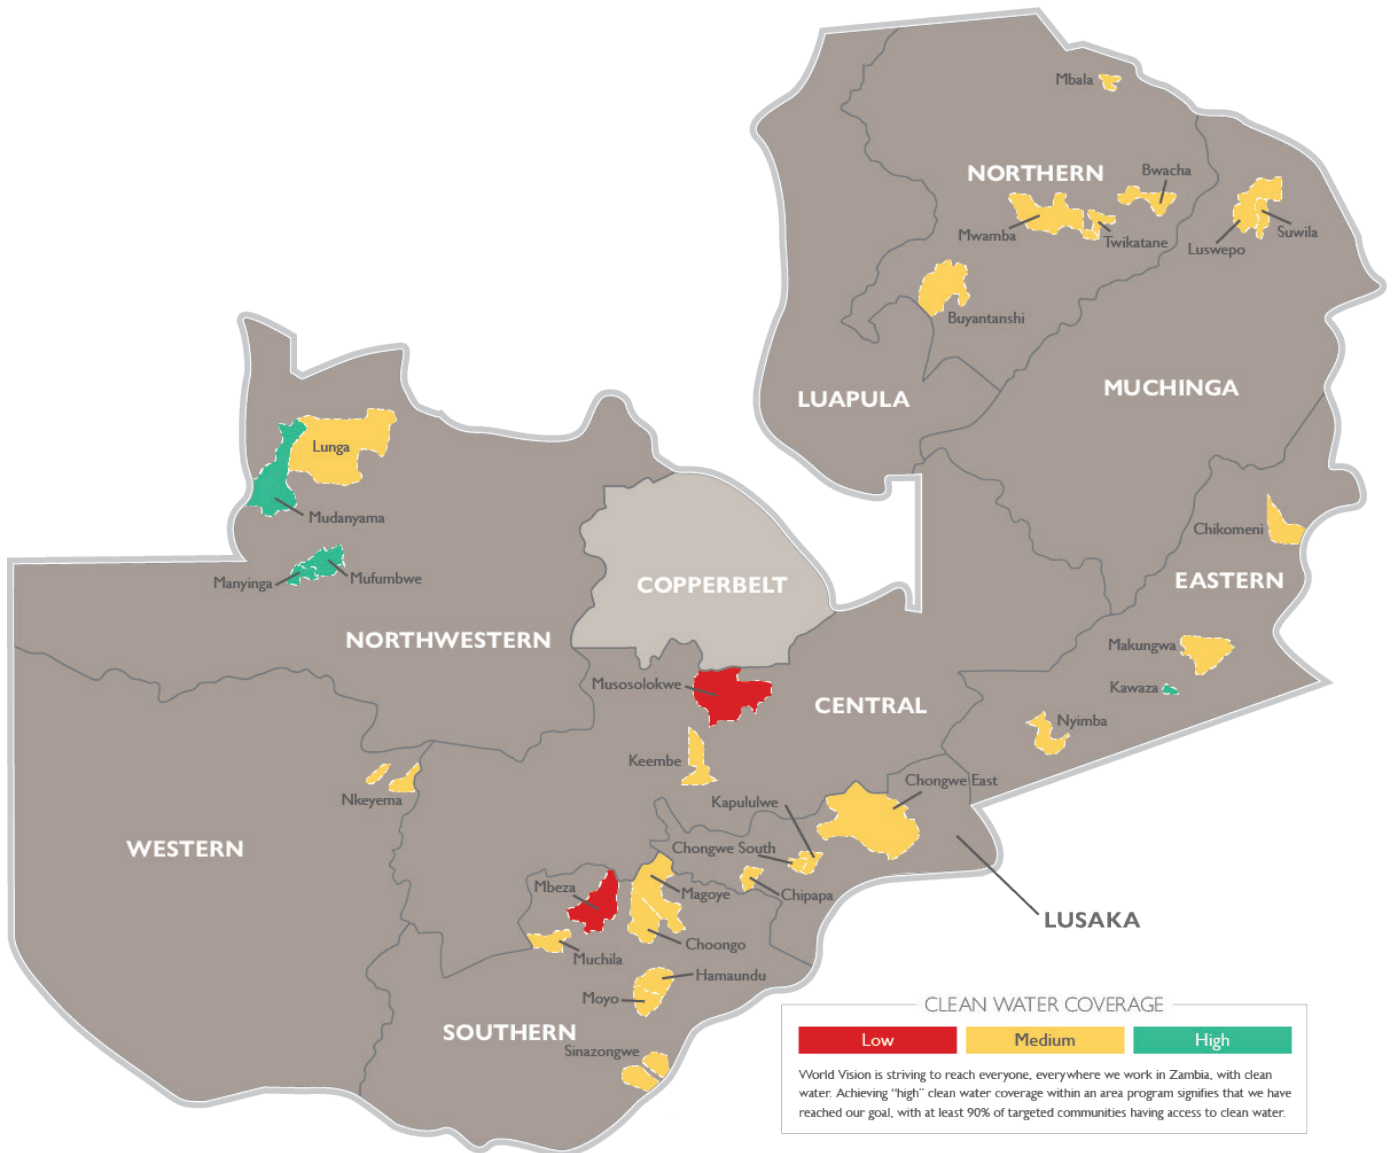 Mbala
NORTHERN
Bwacha
Mwamba
Twikatane
Luswepo
Suwila
Buyantanshi
LUAPULA
MUCHINGA
Lunga
Mudanyama
Manyinga
Mufumbwe
NORTHWESTERN
COPPERBELT
Chikomeni
EASTERN
Makungwa
Kawaza
Nyimba
Musosolokwe
CENTRAL
Keembe
Nkeyema
WESTERN
Kapululwe
Chongwe East
Chongwe South
Chipapa
LUSAKA
Mbeza
Magoye
Choongo
Muchila
Hamaundu
Moyo
SOUTHERN
Sinazongwe
CLEAN WATER COVERAGE
Low
Medium
High
World Vision is striving to reach everyone, everywhere we work in Zambia, with clean
water. Achieving “high” clean water coverage within an area program signifies that we have
reached our goal, with at least 90% of targeted communities having access to clean water.